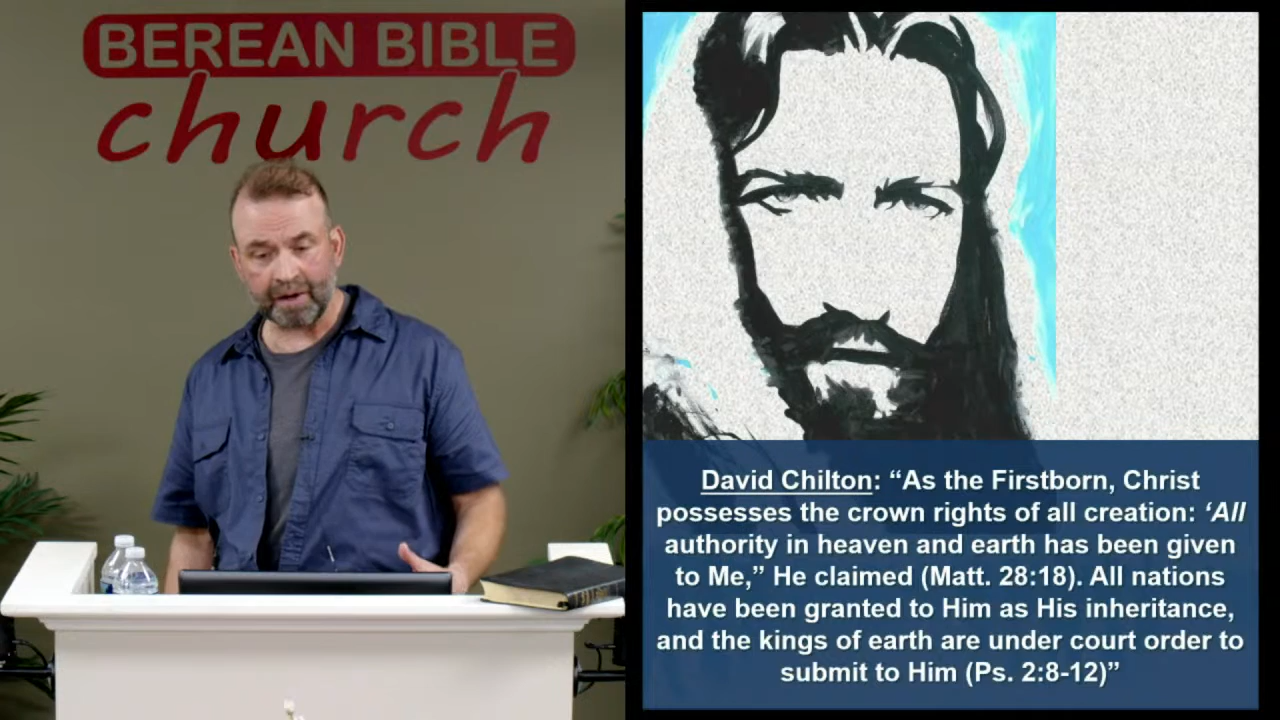 BEREAN BIBLE
church
David Chilton: “As the Firstborn, Christ
possesses the crown rights of all creation: ‘All
authority in heaven and earth has been given
to Me,” He claimed (Matt. 28:18). All nations
have been granted to Him as His inheritance,
and the kings of earth are under court order to
submit to Him (Ps. 2:8-12)”